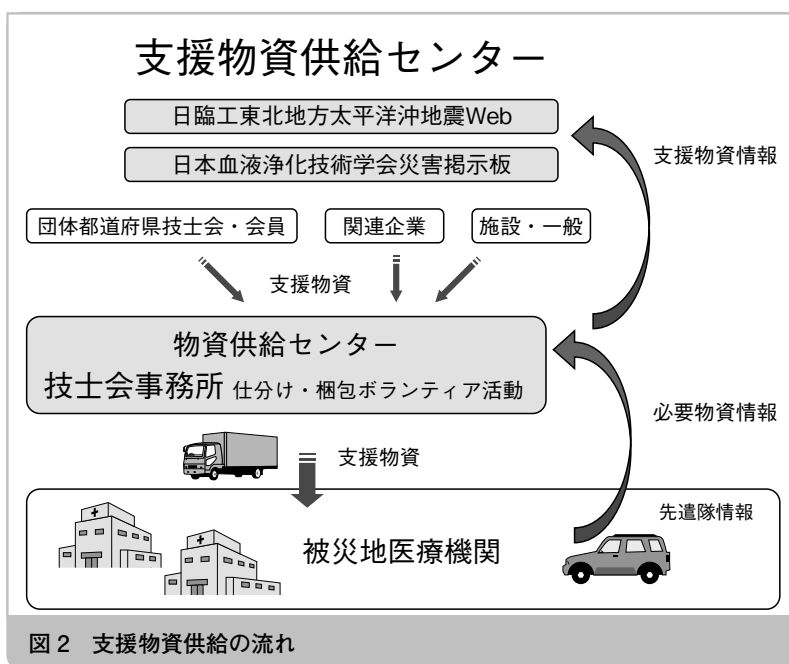 支援物資供給センター
日臨工東北地方太平洋沖地震Web
日本血液浄化技術学会災害掲示板
支援物資情報
団体都道府県技士会・会員
関連企業
施設・一般
支援物資
物資供給センター
技士会事務所 仕分け・梱包ボランティア活動
必要物資情報
支援物資
先遣隊情報
被災地医療機関
図2 支援物資供給の流れ